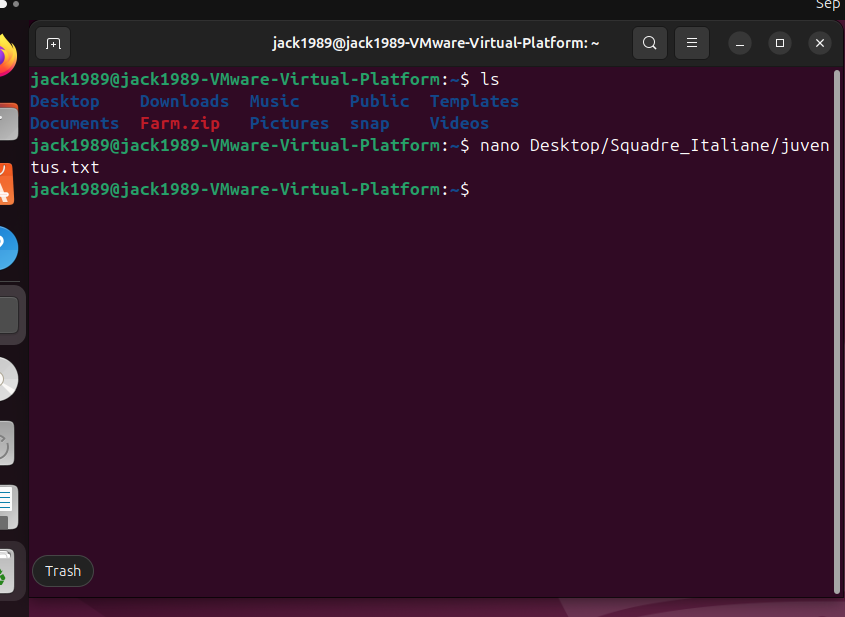 Sep
jack1989@jack1989-VMware-Virtual-Platform: ~
jack1989@jack1989-VMware-Virtual-Platform:~$ ls
Desktop Downloads Music Public Templates
Documents Farm.zip Pictures snap Videos
jack1989@jack1989-VMware-Virtual-Platform:~$ nano Desktop/Squadre_Italiane/juven
tus.txt
jack1989@jack1989-VMware-Virtual-Platform:~$
Trash